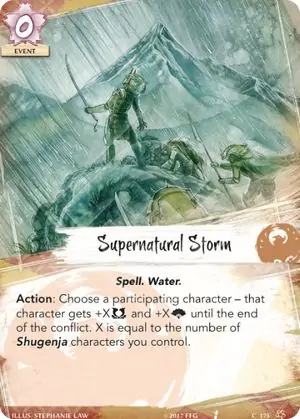 0
EVENT
Supernatural Storm
Spell. Water.
Action: Choose a participating character – that
character gets +X and +X until the end
of the conflict. X is equal to the number of
Shugenja characters you control.
ILLUS. STEPHANIE LAW
©2017 FFG
C 175